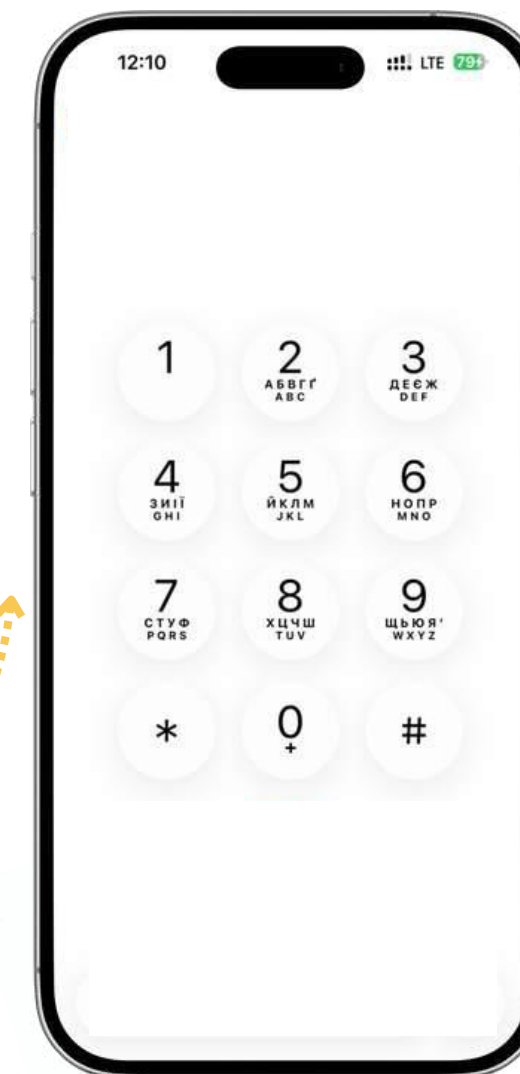 12:10 LTE 79
1 2 3
АБВГҐ ДЕЄЖ
ABC DEF
4 5 6
ЗИІЇ ЙКЛМ НОПР
GHI JKL MNO
7 8 9
СТУФ ХЦЧШ ЩЬЮЯ'
PQRS TUV WXYZ
* 0 #
+